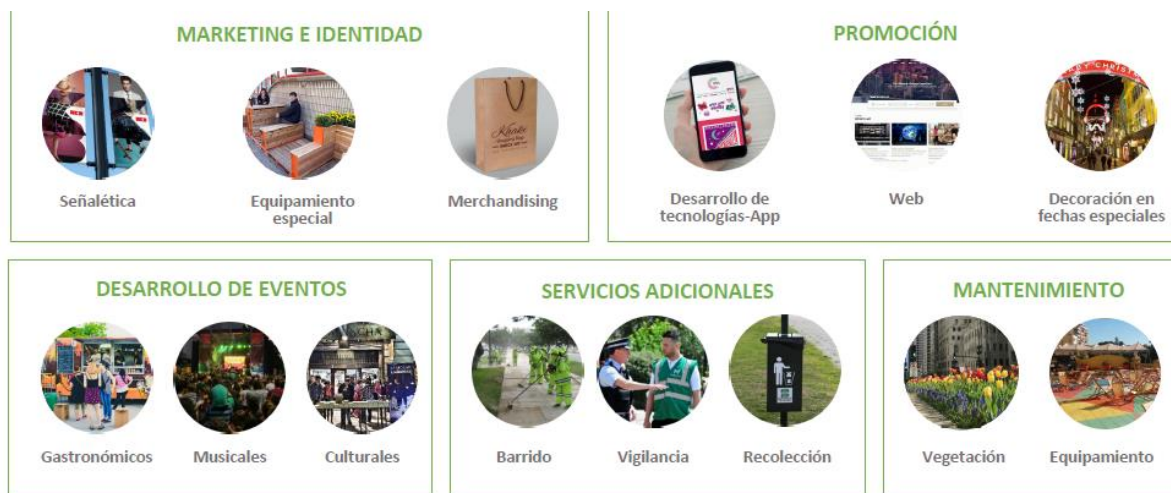 MARKETING E IDENTIDAD
Señalética
Equipamiento
especial
Merchandising
PROMOCIÓN
Desarrollo de
tecnologías-App
Web
Decoración en
fechas especiales
DESARROLLO DE EVENTOS
Gastronómicos
Musicales
Culturales
SERVICIOS ADICIONALES
Barrido
Vigilancia
Recolección
MANTENIMIENTO
Vegetación
Equipamiento